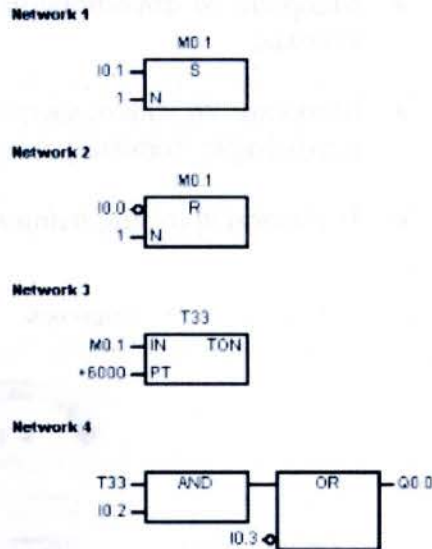 Network 1
M0.1
I0.1 S
1 N
Network 2
M0.1
I0.0 R
1 N
Network 3
T33
M0.1 IN TON
+6000 PT
Network 4
T33 AND OR Q0.0
I0.2
I0.3